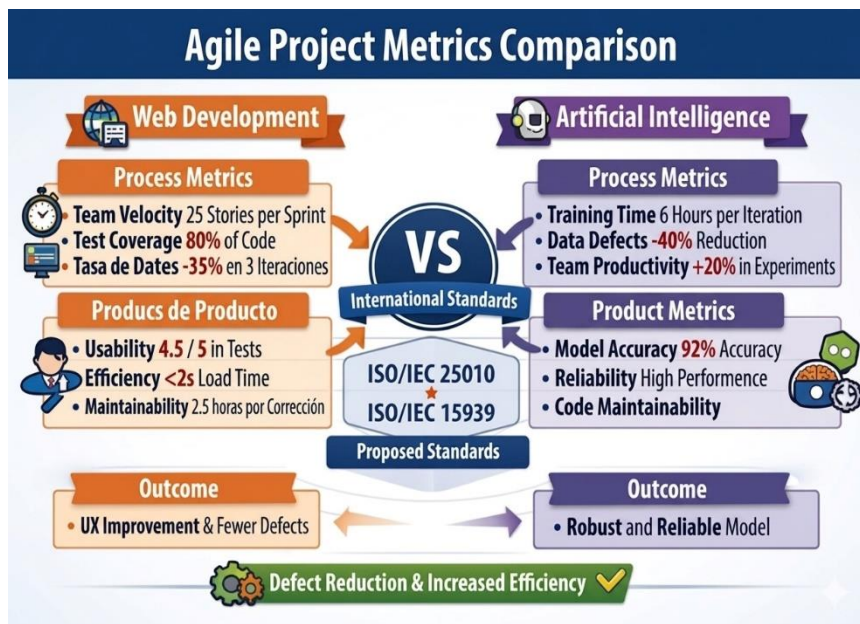 Agile Project Metrics Comparison
Web Development
Process Metrics
• Team Velocity 25 Stories per Sprint
• Test Coverage 80% of Code
• Tasa de Dates -35% en 3 Iteraciones
Producs de Producto
• Usability 4.5 / 5 in Tests
• Efficiency <2s Load Time
• Maintainability 2.5 horas por Corrección
VS
International Standards
ISO/IEC 25010
ISO/IEC 15939
Proposed Standards
Artificial Intelligence
Process Metrics
• Training Time 6 Hours per Iteration
• Data Defects -40% Reduction
• Team Productivity +20% in Experiments
Product Metrics
• Model Accuracy 92% Accuracy
• Reliability High Performance
• Code Maintainability
Outcome
• UX Improvement & Fewer Defects
Outcome
• Robust and Reliable Model
Defect Reduction & Increased Efficiency